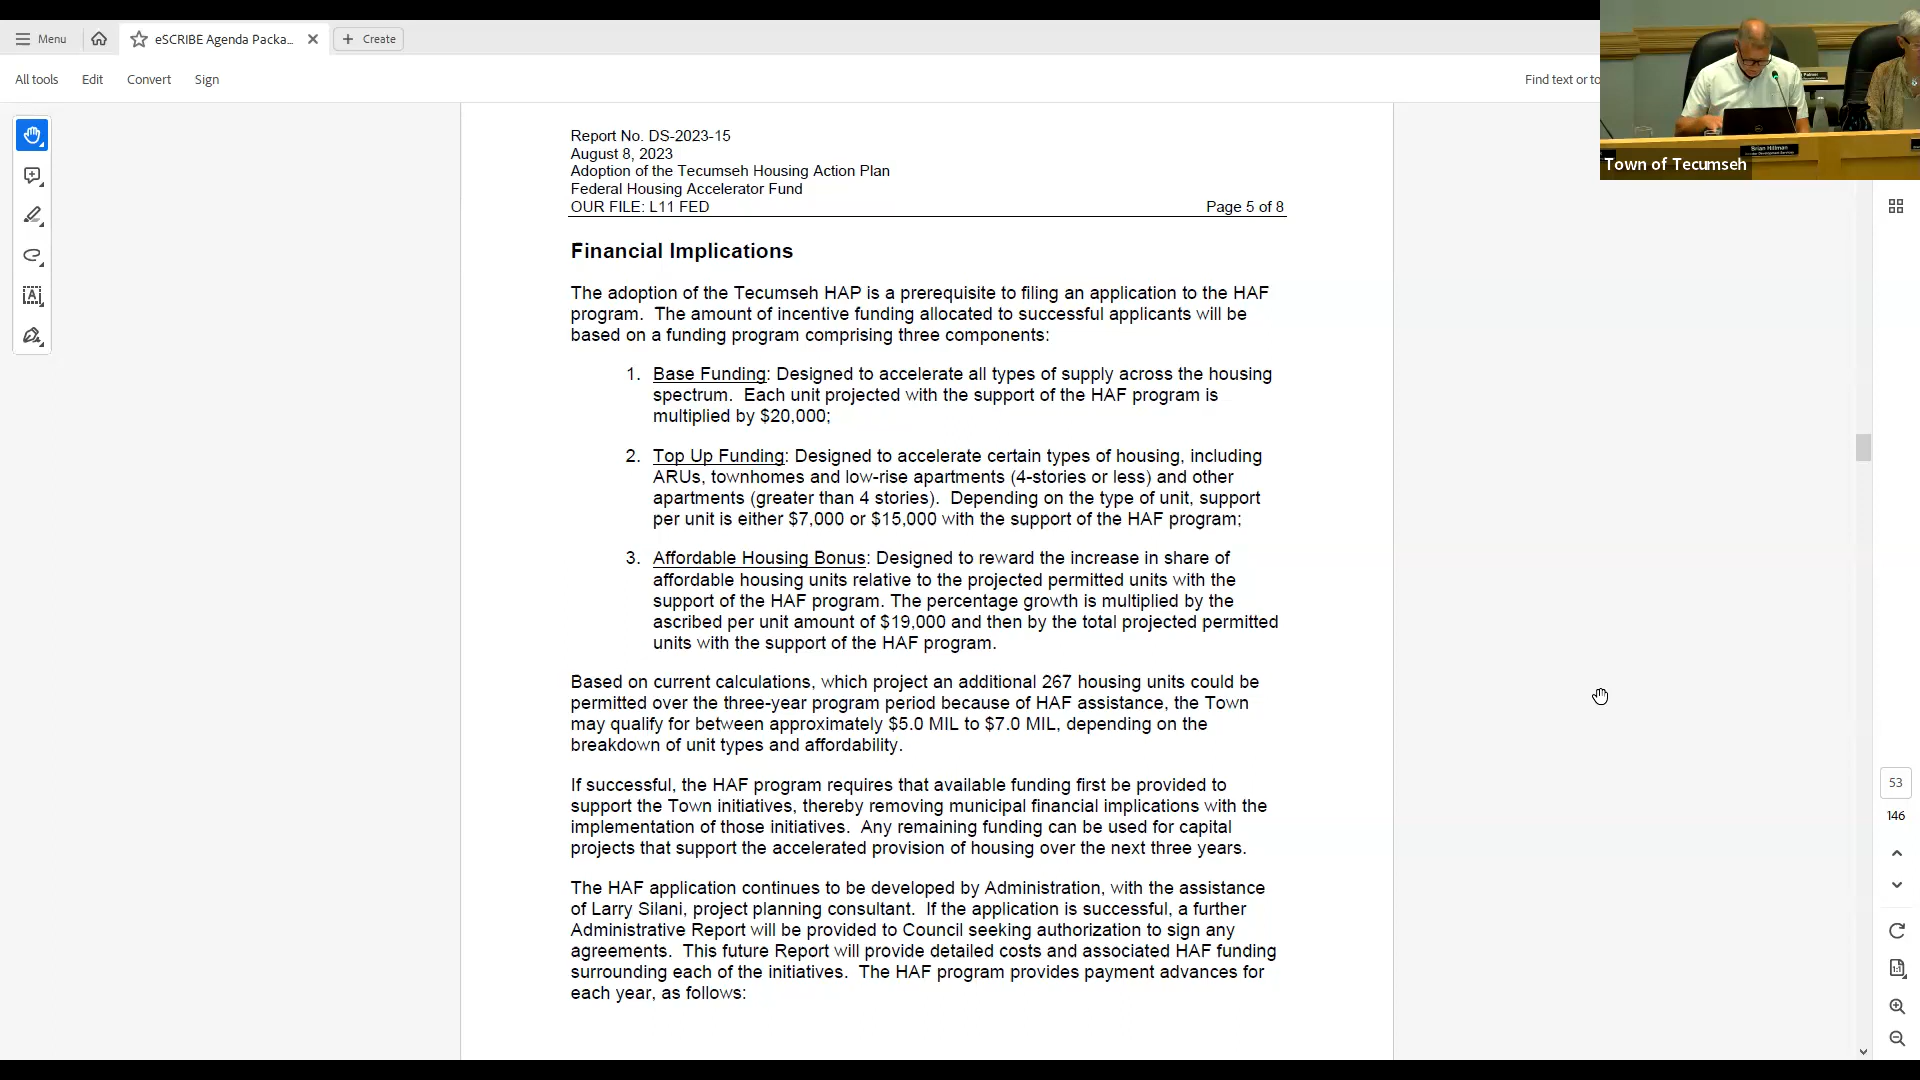 Menu
eSCRIBE Agenda Packa...
Create
All tools
Edit
Convert
Sign
Find text or to
Town of Tecumseh
Brian Hillman
Report No. DS-2023-15
August 8, 2023
Adoption of the Tecumseh Housing Action Plan
Federal Housing Accelerator Fund
OUR FILE: L11 FED Page 5 of 8
Financial Implications
The adoption of the Tecumseh HAP is a prerequisite to filing an application to the HAF
program. The amount of incentive funding allocated to successful applicants will be
based on a funding program comprising three components:
1. Base Funding: Designed to accelerate all types of supply across the housing
spectrum. Each unit projected with the support of the HAF program is
multiplied by $20,000;
2. Top Up Funding: Designed to accelerate certain types of housing, including
ARUs, townhomes and low-rise apartments (4-stories or less) and other
apartments (greater than 4 stories). Depending on the type of unit, support
per unit is either $7,000 or $15,000 with the support of the HAF program;
3. Affordable Housing Bonus: Designed to reward the increase in share of
affordable housing units relative to the projected permitted units with the
support of the HAF program. The percentage growth is multiplied by the
ascribed per unit amount of $19,000 and then by the total projected permitted
units with the support of the HAF program.
Based on current calculations, which project an additional 267 housing units could be
permitted over the three-year program period because of HAF assistance, the Town
may qualify for between approximately $5.0 MIL to $7.0 MIL, depending on the
breakdown of unit types and affordability.
If successful, the HAF program requires that available funding first be provided to
support the Town initiatives, thereby removing municipal financial implications with the
implementation of those initiatives. Any remaining funding can be used for capital
projects that support the accelerated provision of housing over the next three years.
The HAF application continues to be developed by Administration, with the assistance
of Larry Silani, project planning consultant. If the application is successful, a further
Administrative Report will be provided to Council seeking authorization to sign any
agreements. This future Report will provide detailed costs and associated HAF funding
surrounding each of the initiatives. The HAF program provides payment advances for
each year, as follows:
53
146